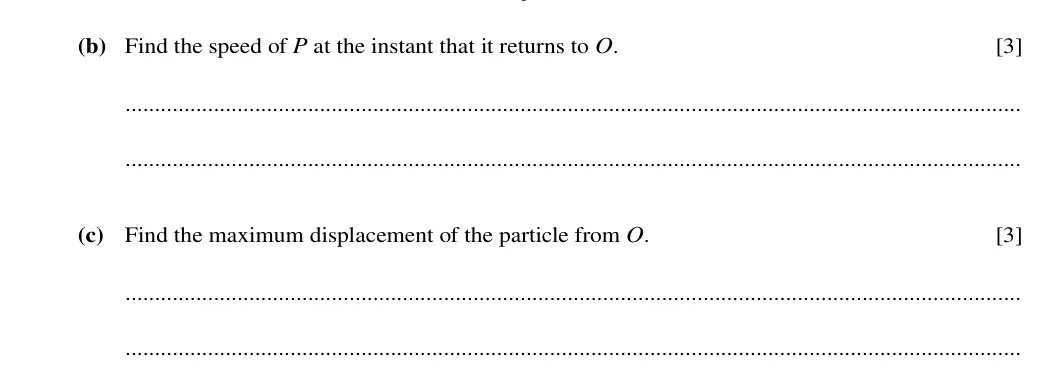 (b) Find the speed of P at the instant that it returns to O. [3]
(c) Find the maximum displacement of the particle from O. [3]